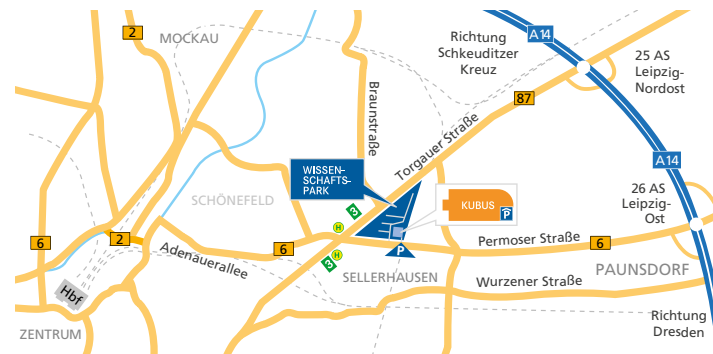 2
MOCKAU
Richtung
Schkeuditzer
Kreuz
A14
25 AS
Leipzig-
Nordost
87
Braunstraße
Torgauer Straße
A14
WISSEN-
SCHAFTS-
PARK
26 AS
Leipzig-
Ost
SCHÖNEFELD
KUBUS
P
3
H
6
2
Adenauerallee
6
H
3
P
Permoser Straße
6
SELLERHAUSEN
PAUNSDORF
Wurzener Straße
Hbf
ZENTRUM
Richtung
Dresden